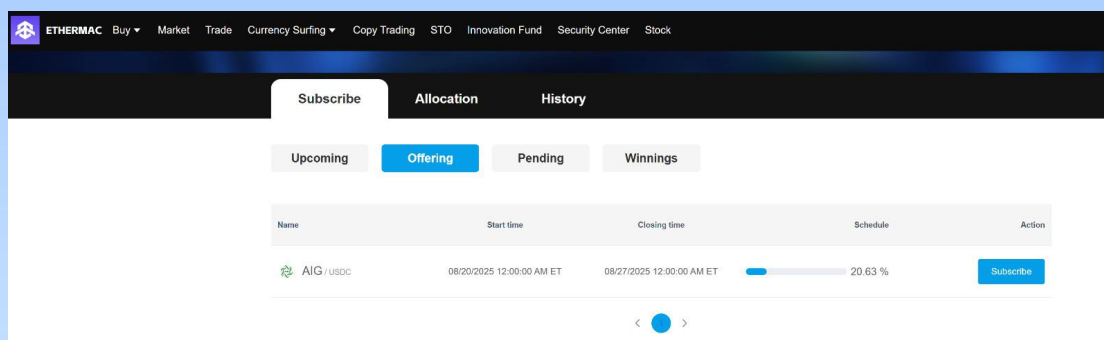 ETHERMAC Buy Market Trade Currency Surfing Copy Trading STO Innovation Fund Security Center Stock
Subscribe Allocation History
Upcoming Offering Pending Winnings
Name Start time Closing time Schedule Action
AIG / USDC 08/20/2025 12:00:00 AM ET 08/27/2025 12:00:00 AM ET 20.63 % Subscribe